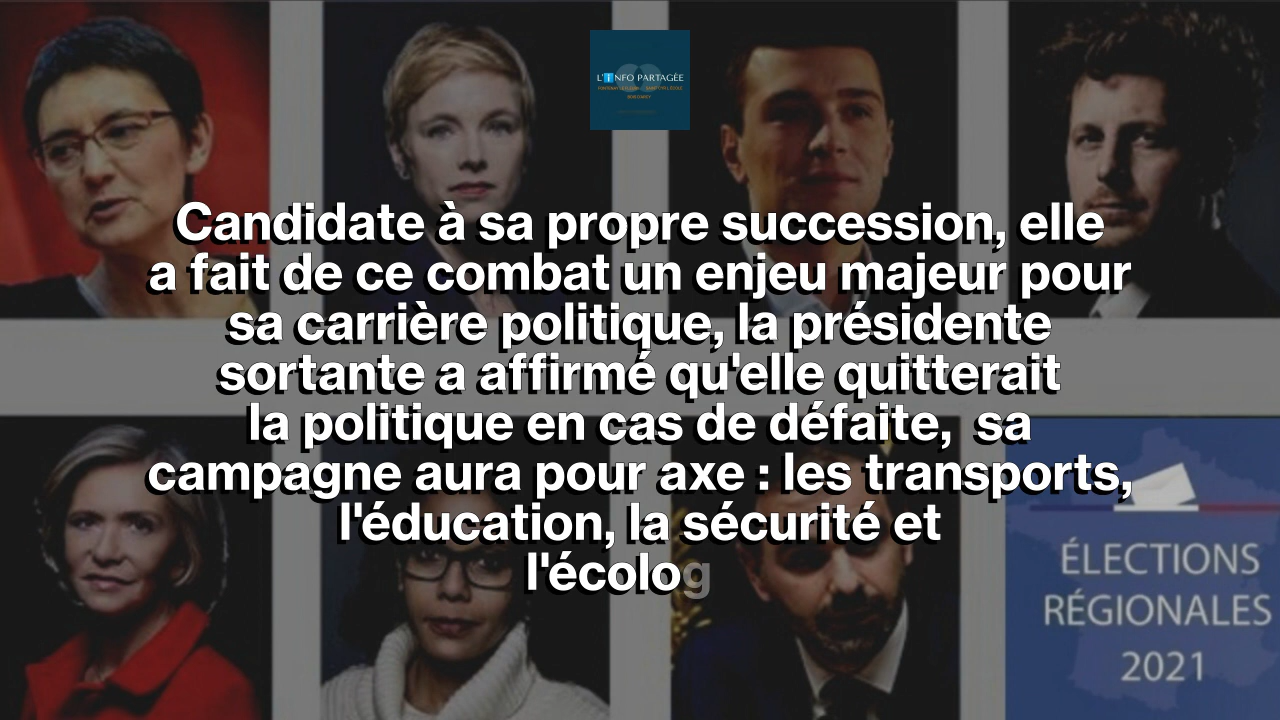 L'INFO PARTAGÉE
Candidate à sa propre succession, elle
a fait de ce combat un enjeu majeur pour
sa carrière politique, la présidente
sortante a affirmé qu'elle quitterait
la politique en cas de défaite,  sa
campagne aura pour axe : les transports,
l'éducation, la sécurité et
l'écolog
ÉLECTIONS
RÉGIONALES
2021